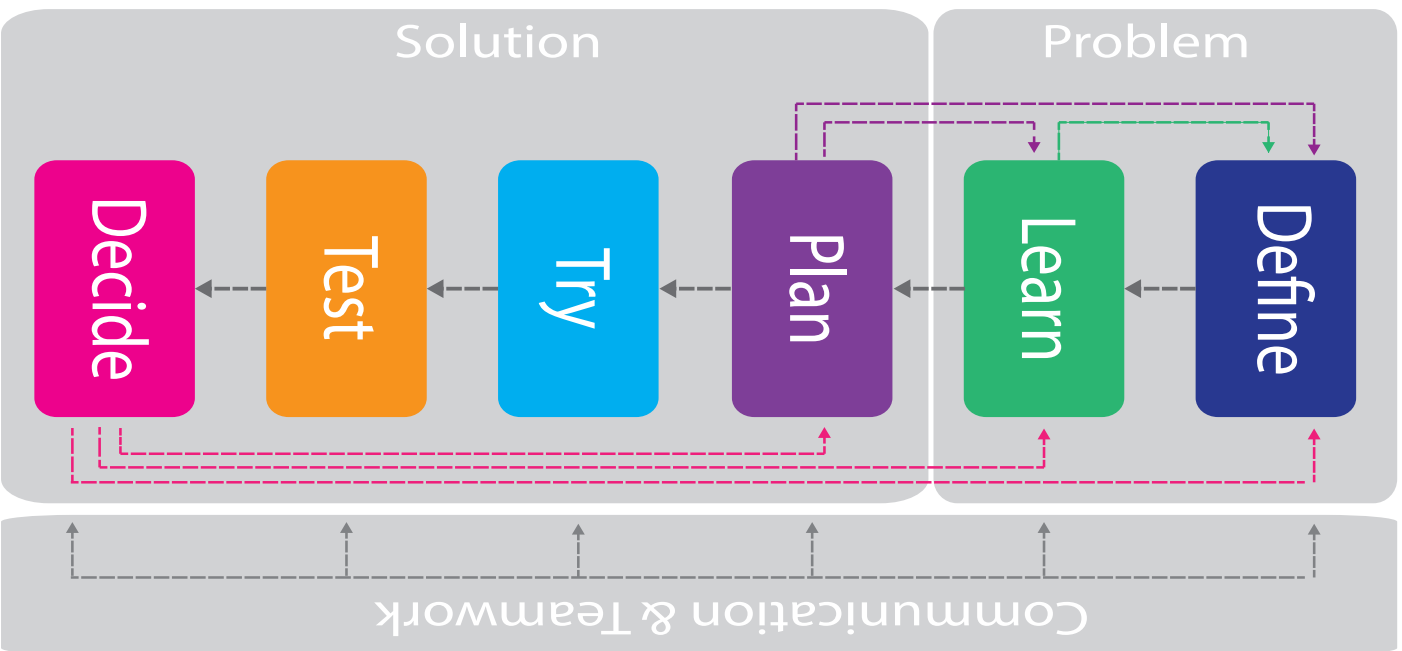 Solution
Problem
Decide
Test
Try
Plan
Learn
Define
Communication & Teamwork